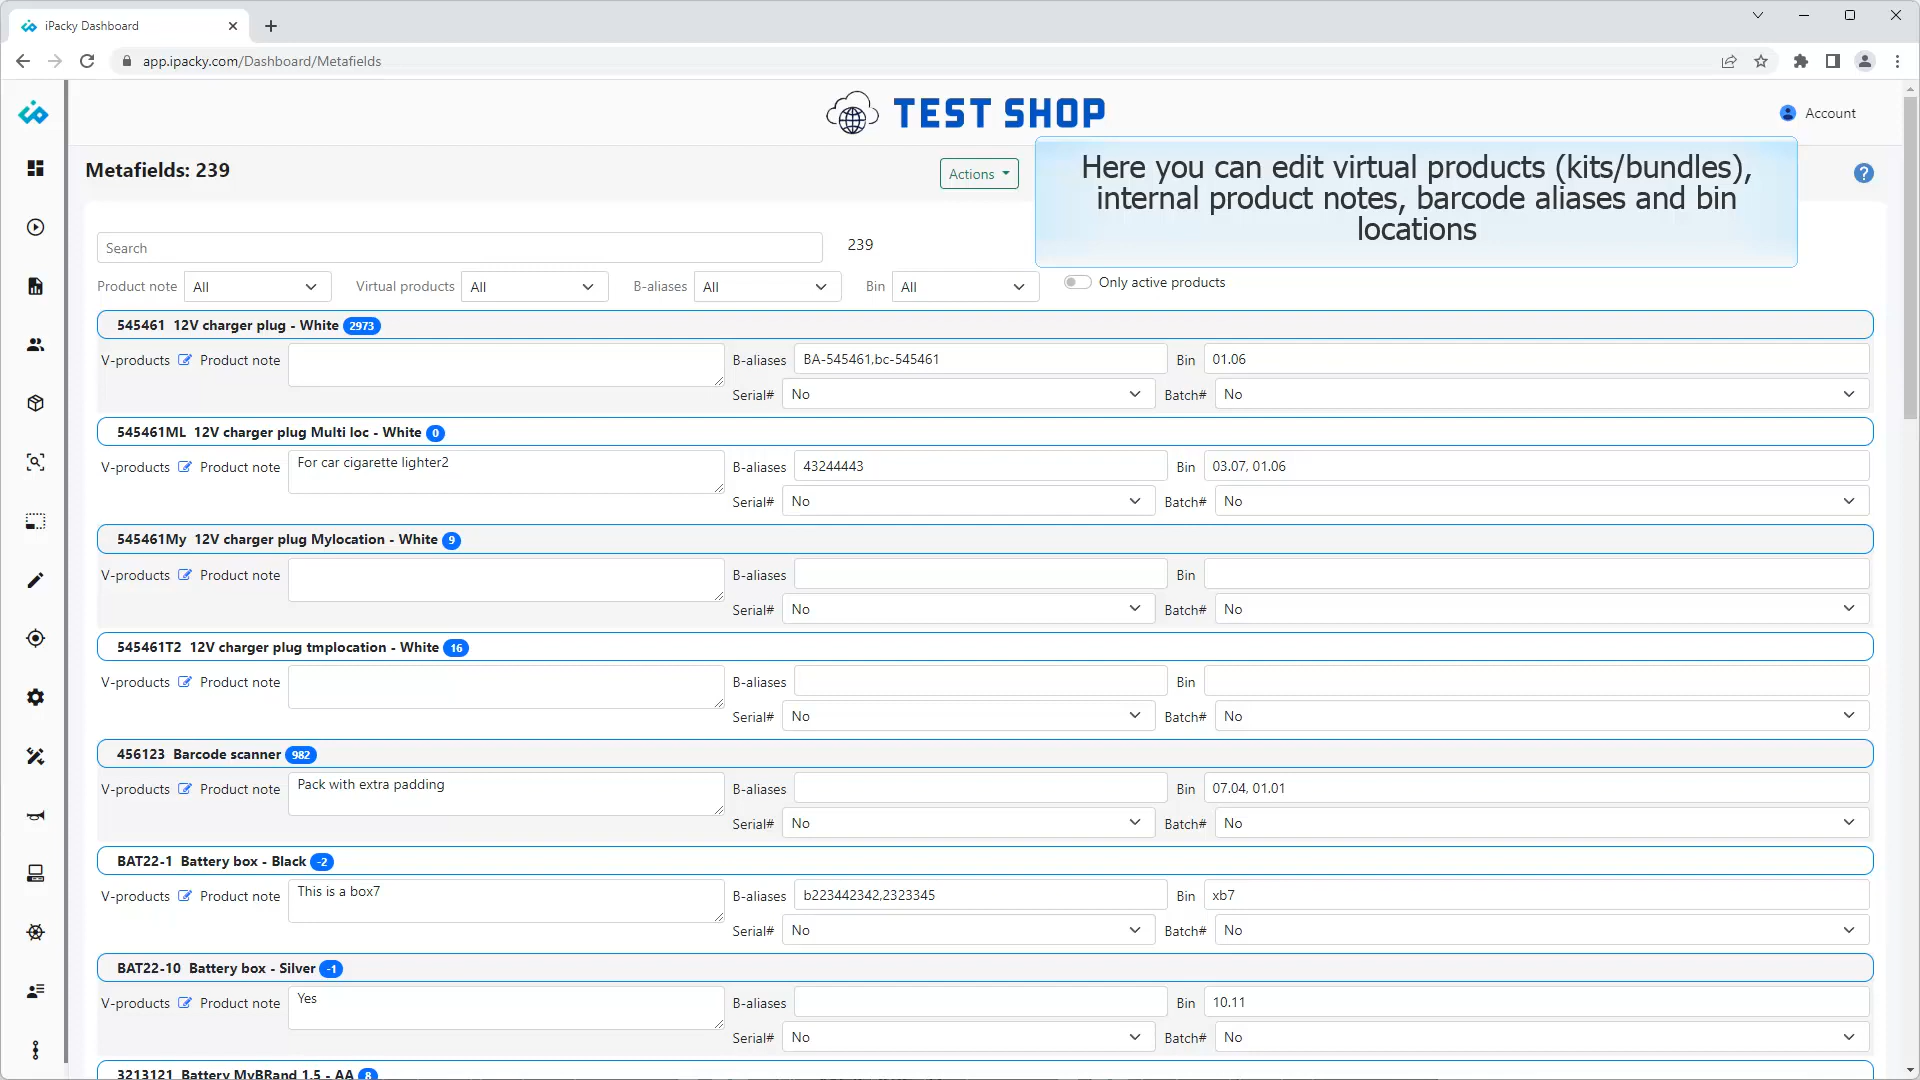 iPacky Dashboard
app.ipacky.com/Dashboard/Metafields
TEST SHOP
Account
Metafields: 239
Actions
Here you can edit virtual products (kits/bundles),
internal product notes, barcode aliases and bin
locations
?
Search
239
Product note All Virtual products All B-aliases All Bin All Only active products
545461 12V charger plug - White 2973
V-products Product note B-aliases BA-545461,bc-545461 Bin 01.06
Serial# No Batch# No
545461ML 12V charger plug Multi loc - White 0
V-products Product note For car cigarette lighter2 B-aliases 43244443 Bin 03.07, 01.06
Serial# No Batch# No
545461My 12V charger plug Mylocation - White 9
V-products Product note B-aliases Bin
Serial# No Batch# No
545461T2 12V charger plug tmplocation - White 16
V-products Product note B-aliases Bin
Serial# No Batch# No
456123 Barcode scanner 982
V-products Product note Pack with extra padding B-aliases Bin 07.04, 01.01
Serial# No Batch# No
BAT22-1 Battery box - Black -2
V-products Product note This is a box7 B-aliases b223442342,2323345 Bin xb7
Serial# No Batch# No
BAT22-10 Battery box - Silver -1
V-products Product note Yes B-aliases Bin 10.11
Serial# No Batch# No
3213121 Battery MyBRand 1.5 - AA 8